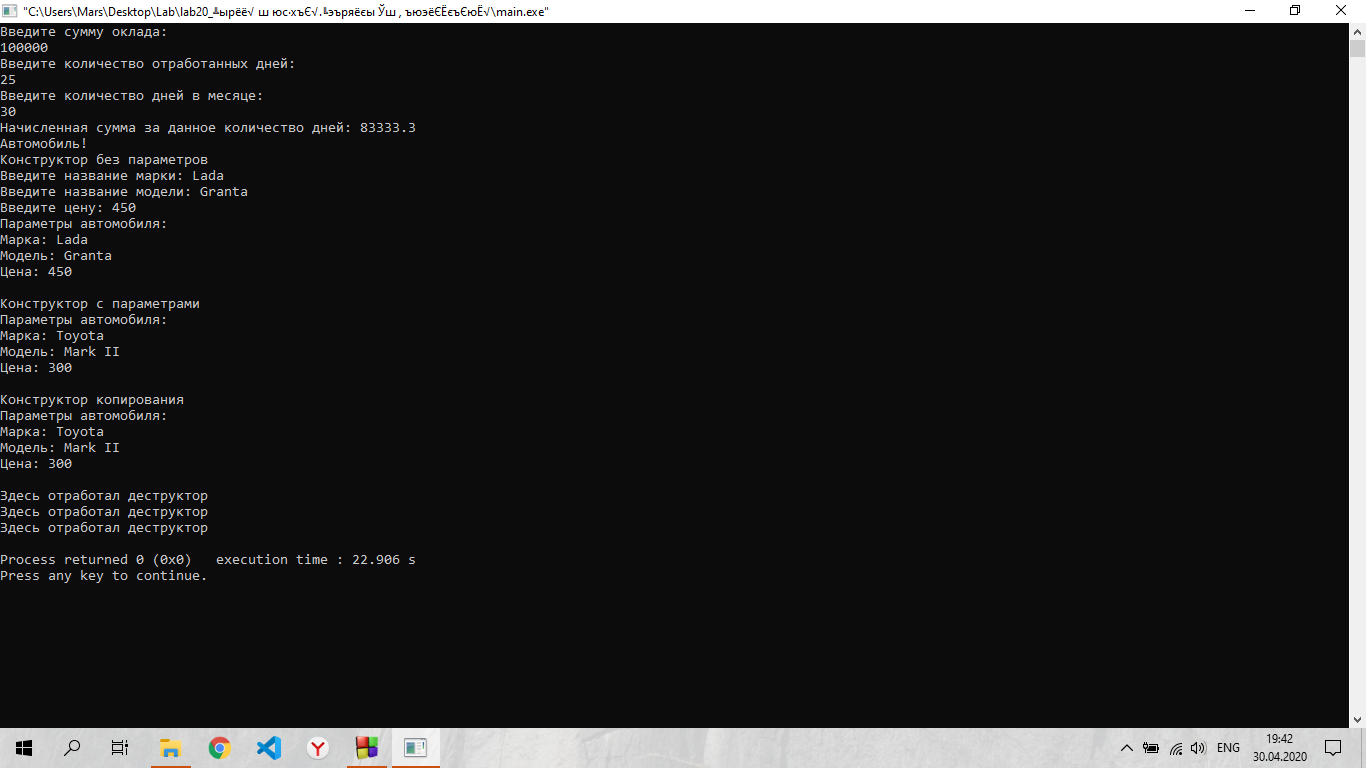 "C:\Users\Mars\Desktop\Lab\lab20_╩ырёё√ ш юс·хъЄ√.╚эъряёєы Ўш , ъюэёЄЁєъЄюЁ√\main.exe"
Введите сумму оклада:
100000
Введите количество отработанных дней:
25
Введите количество дней в месяце:
30
Начисленная сумма за данное количество дней: 83333.3
Автомобиль!
Конструктор без параметров
Введите название марки: Lada
Введите название модели: Granta
Введите цену: 450
Параметры автомобиля:
Марка: Lada
Модель: Granta
Цена: 450
Конструктор с параметрами
Параметры автомобиля:
Марка: Toyota
Модель: Mark II
Цена: 300
Конструктор копирования
Параметры автомобиля:
Марка: Toyota
Модель: Mark II
Цена: 300
Здесь отработал деструктор
Здесь отработал деструктор
Здесь отработал деструктор
Process returned 0 (0x0)   execution time : 22.906 s
Press any key to continue.
ENG
19:42
30.04.2020